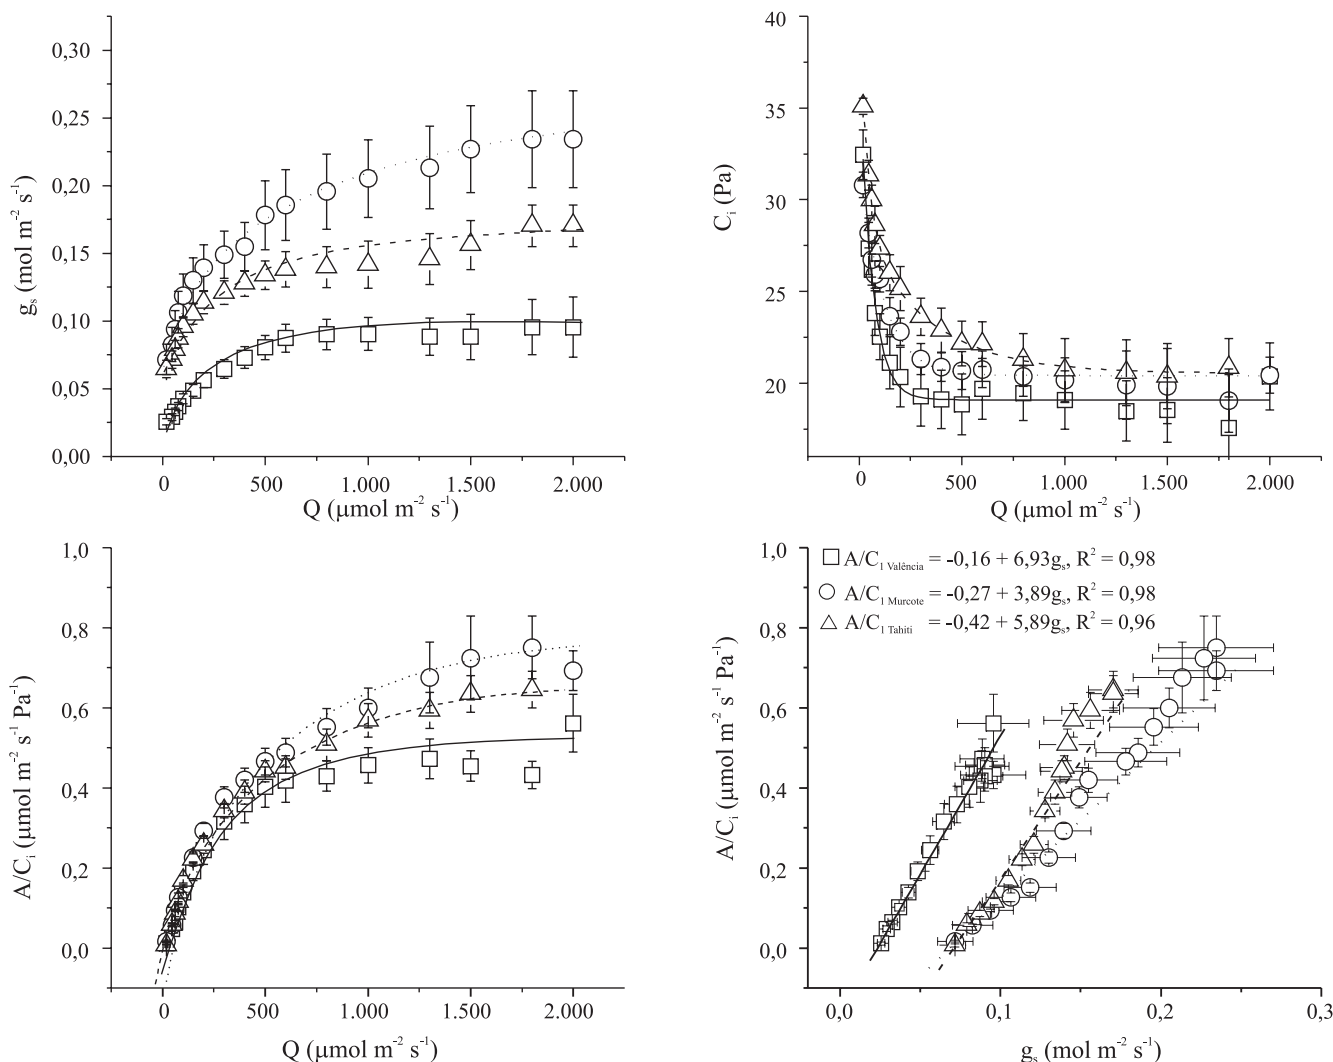 0,30
0,25
0,20
0,15
0,10
0,05
0,00
gₛ (mol m⁻² s⁻¹)
0 500 1.000 1.500 2.000
Q (μmol m⁻² s⁻¹)
40
35
30
25
20
Cᵢ (Pa)
0 500 1.000 1.500 2.000
Q (μmol m⁻² s⁻¹)
1,0
0,8
0,6
0,4
0,2
0,0
A/Cᵢ (μmol m⁻² s⁻¹ Pa⁻¹)
0 500 1.000 1.500 2.000
Q (μmol m⁻² s⁻¹)
A/C₁ Valência = -0,16 + 6,93gₛ, R² = 0,98
A/C₁ Murcote = -0,27 + 3,89gₛ, R² = 0,98
A/C₁ Tahiti = -0,42 + 5,89gₛ, R² = 0,96
1,0
0,8
0,6
0,4
0,2
0,0
A/Cᵢ (μmol m⁻² s⁻¹ Pa⁻¹)
0,0 0,1 0,2 0,3
gₛ (mol m⁻² s⁻¹)